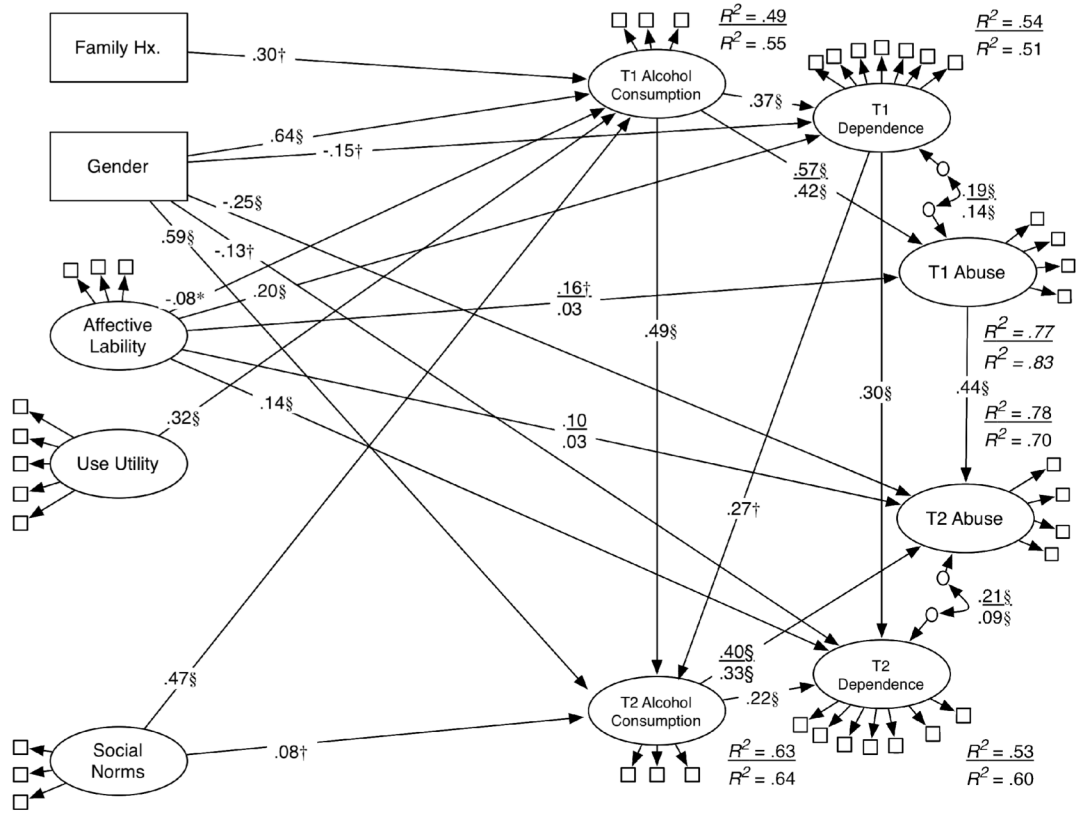 Family Hx.
.30†
T1 Alcohol
Consumption
R² = .49
R² = .55
R² = .54
R² = .51
.37§
T1
Dependence
Gender
.64§
-.15†
.57§
.42§
.19§
.14§
-.25§
.59§
-.13†
T1 Abuse
-.08*
.20§
.16†
.03
Affective
Lability
.49§
R² = .77
R² = .83
.30§
.44§
.14§
.32§
.10
.03
R² = .78
R² = .70
Use Utility
.27†
T2 Abuse
.21§
.09§
.40§
.33§
T2
Dependence
.47§
T2 Alcohol
Consumption
.22§
Social
Norms
.08†
R² = .63
R² = .64
R² = .53
R² = .60